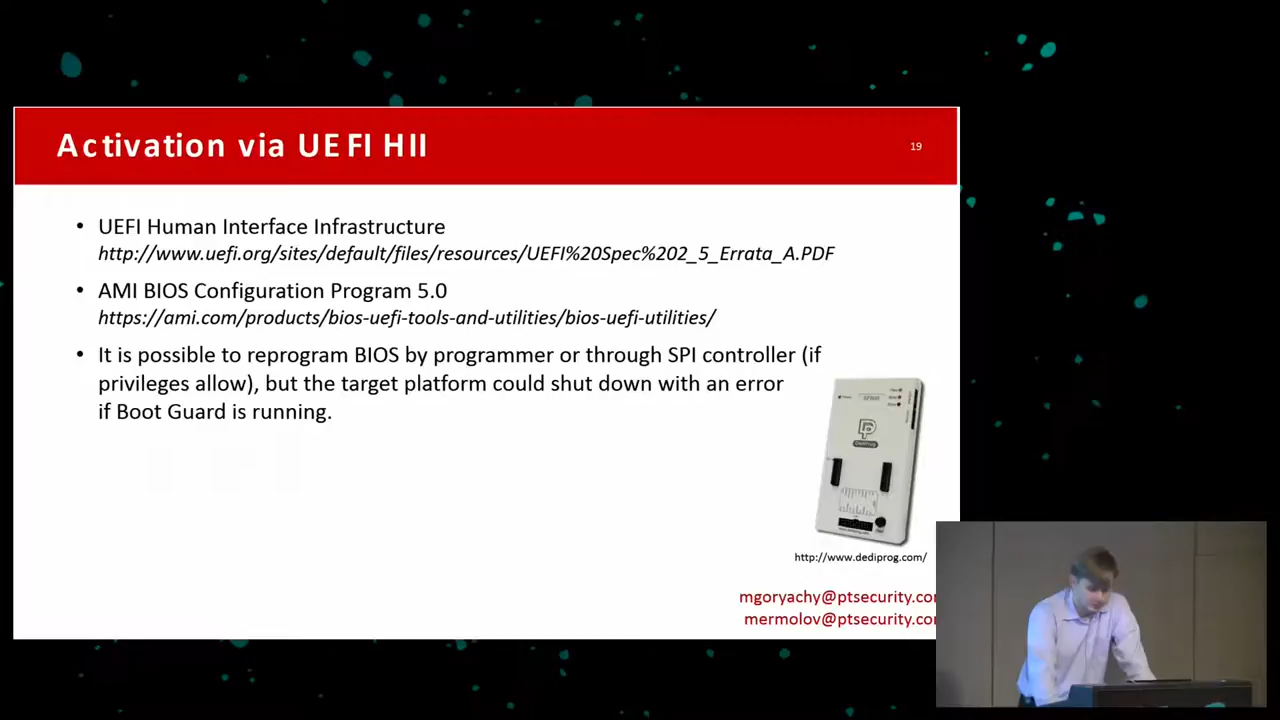 Activation via UEFI HII
19
• UEFI Human Interface Infrastructure
http://www.uefi.org/sites/default/files/resources/UEFI%20Spec%202_5_Errata_A.PDF
• AMI BIOS Configuration Program 5.0
https://ami.com/products/bios-uefi-tools-and-utilities/bios-uefi-utilities/
• It is possible to reprogram BIOS by programmer or through SPI controller (if
privileges allow), but the target platform could shut down with an error
if Boot Guard is running.
http://www.dediprog.com/
mgoryachy@ptsecurity.co
mermolov@ptsecurity.co